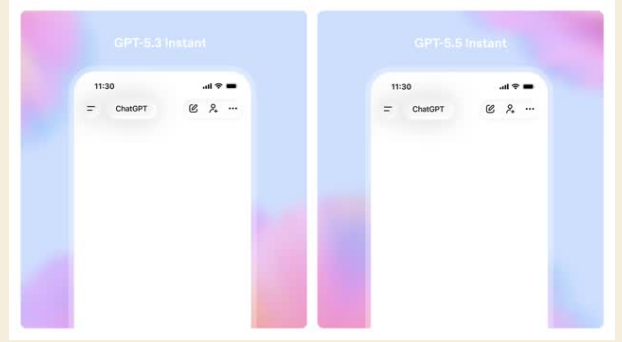 GPT-5.3 Instant
11:30
ChatGPT
GPT-5.5 Instant
11:30
ChatGPT